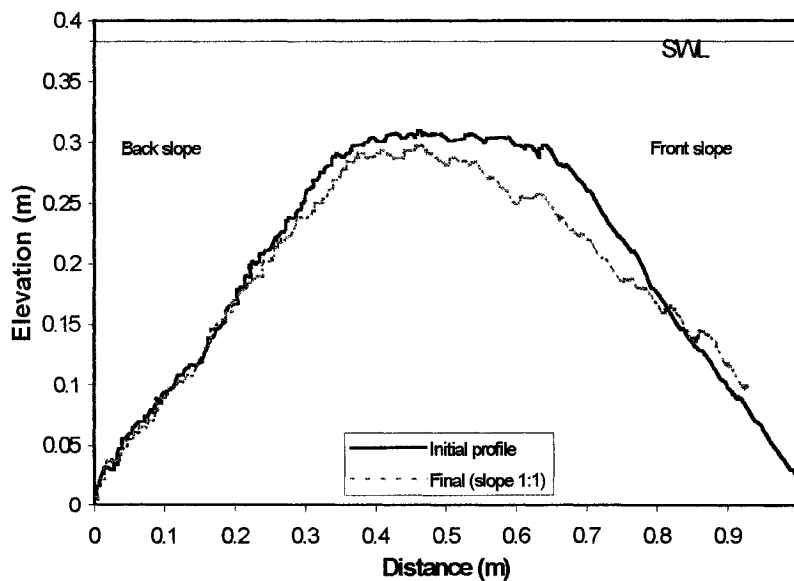 0.4
SWL
0.35
0.3
Back slope
Front slope
0.25
Elevation (m)
0.2
0.15
0.1
0.05
Initial profile
Final (slope 1:1)
0
0 0.1 0.2 0.3 0.4 0.5 0.6 0.7 0.8 0.9
Distance (m)